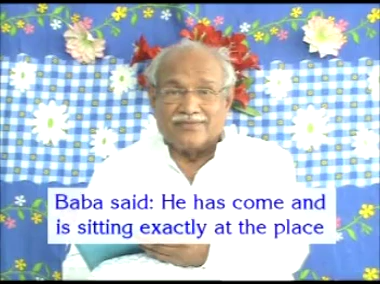 Baba said: He has come and
is sitting exactly at the place